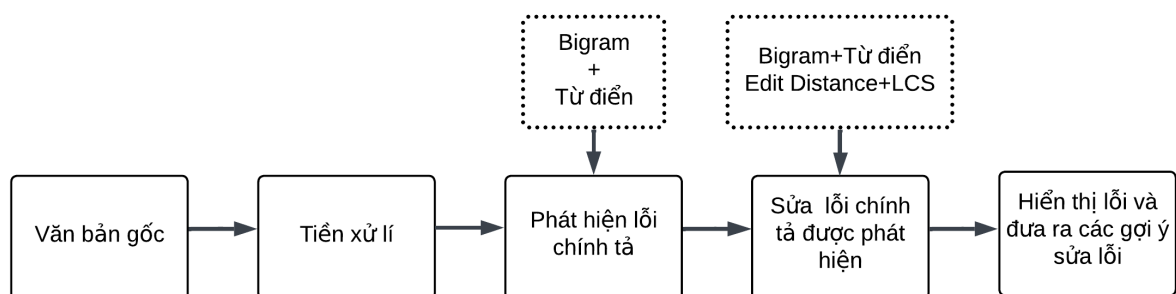 Bigram
+
Từ điển
Bigram+Từ điển
Edit Distance+LCS
Văn bản gốc
Tiền xử lí
Phát hiện lỗi
chính tả
Sửa lỗi chính
tả được phát
hiện
Hiển thị lỗi và
đưa ra các gợi ý
sửa lỗi